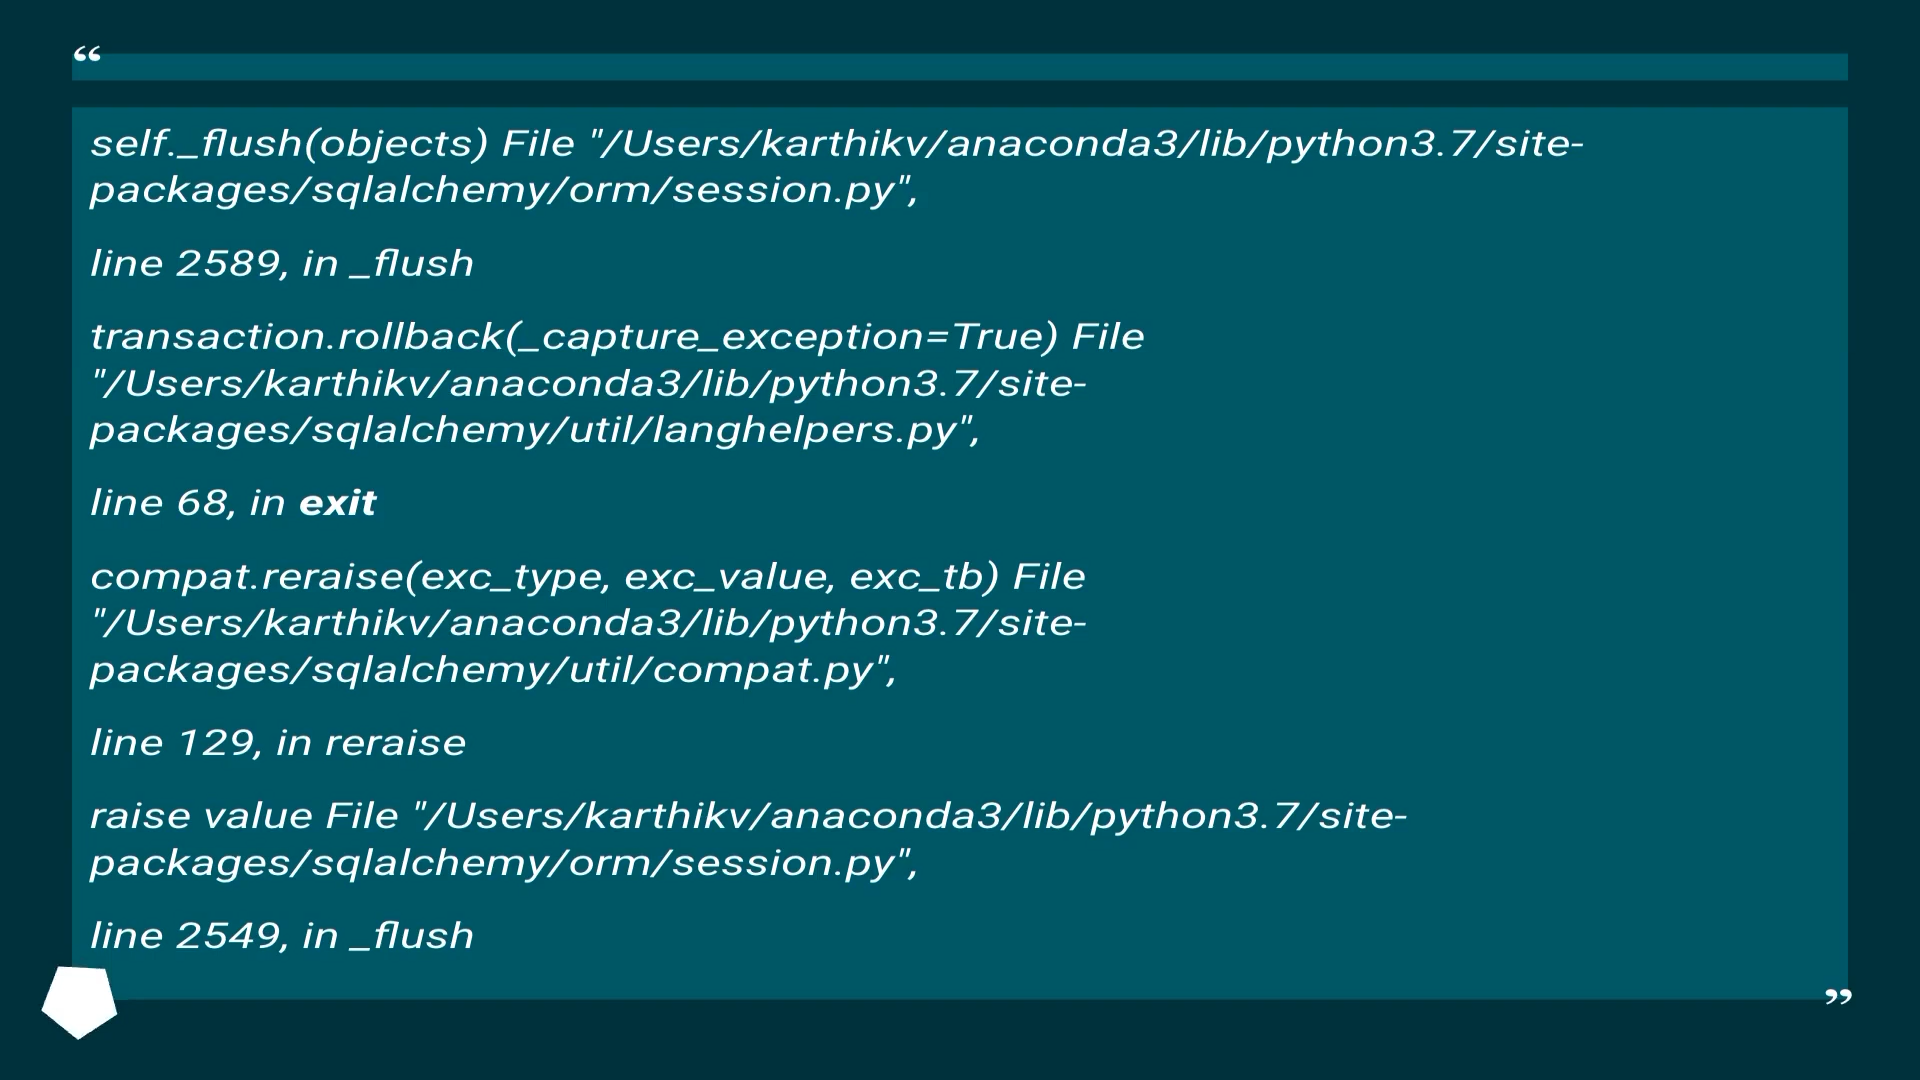 “
self._flush(objects) File "/Users/karthikv/anaconda3/lib/python3.7/site-
packages/sqlalchemy/orm/session.py",
line 2589, in _flush
transaction.rollback(_capture_exception=True) File
"/Users/karthikv/anaconda3/lib/python3.7/site-
packages/sqlalchemy/util/langhelpers.py",
line 68, in exit
compat.reraise(exc_type, exc_value, exc_tb) File
"/Users/karthikv/anaconda3/lib/python3.7/site-
packages/sqlalchemy/util/compat.py",
line 129, in reraise
raise value File "/Users/karthikv/anaconda3/lib/python3.7/site-
packages/sqlalchemy/orm/session.py",
line 2549, in _flush
”